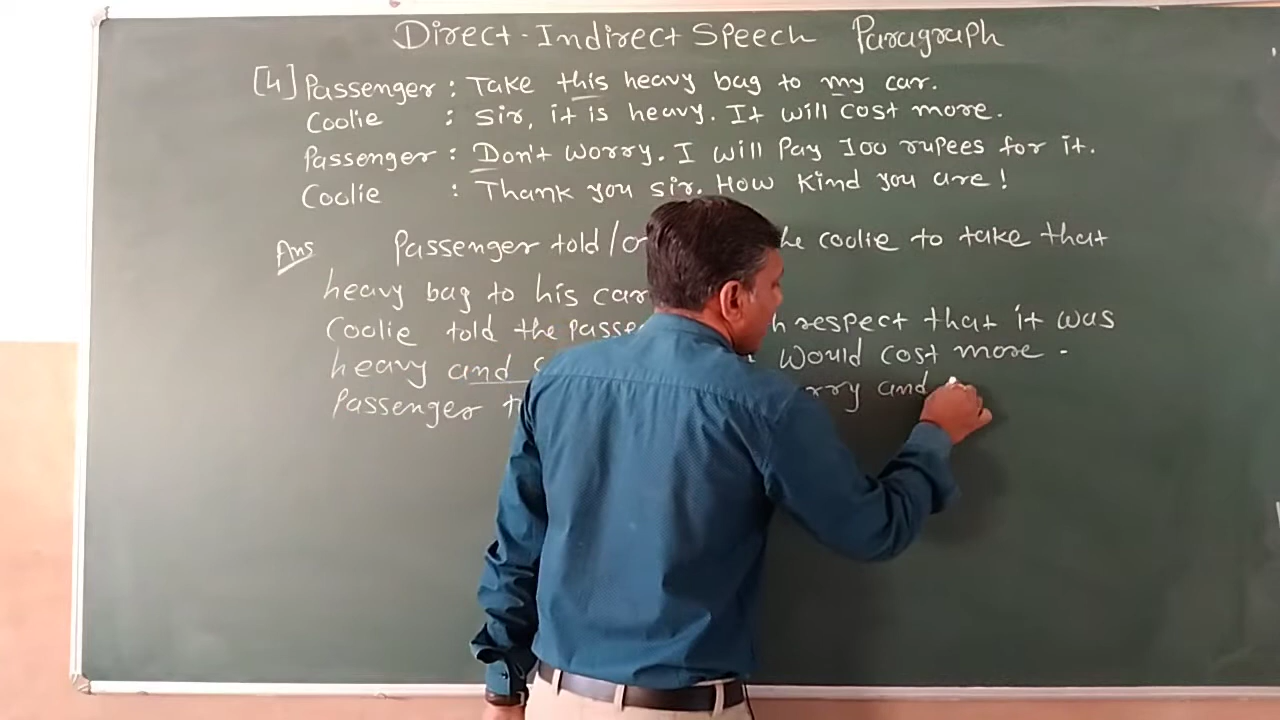 Direct-Indirect Speech Paragraph
[4] Passenger : Take this heavy bag to my car.
Coolie : Sir, it is heavy. It will cost more.
Passenger : Don't worry. I will Pay 100 rupees for it.
Coolie : Thank you sir. How kind you are!
Ans Passenger told / the coolie to take that
heavy bag to his car
Coolie told the respect that it was
heavy and would cost more.
Passenger and